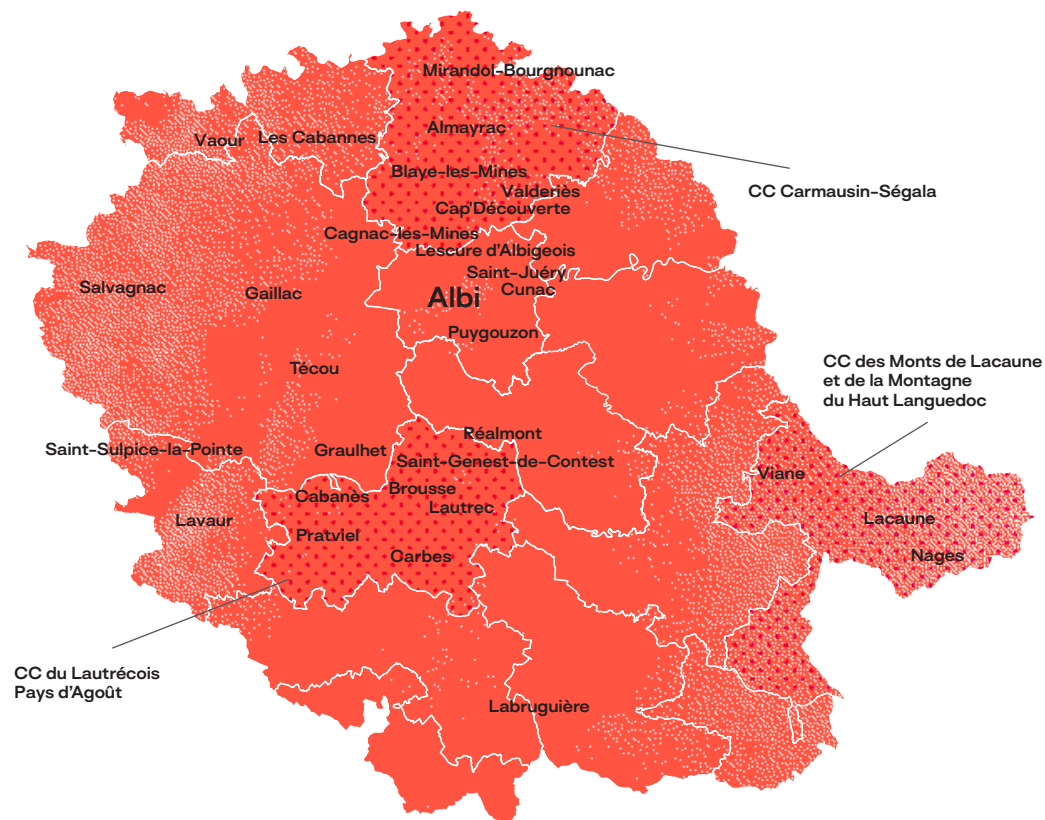 Mirandol-Bourgnounac
Almayrac
Vaour
Les Cabannes
Blaye-les-Mines
Valderiès
CC Carmausin-Ségala
Cap'Découverte
Cagnac-les-Mines
Lescure d'Albigeois
Saint-Juéry
Cunac
Salvagnac
Gaillac
Albi
Puygouzon
Técou
CC des Monts de Lacaune
et de la Montagne
du Haut Languedoc
Réalmont
Saint-Sulpice-la-Pointe
Graulhet
Saint-Genest-de-Contest
Viane
Cabanès
Brousse
Lautrec
Lavaur
Lacaune
Pratviel
Carbes
Nages
CC du Lautrécois
Pays d'Agoût
Labruguière